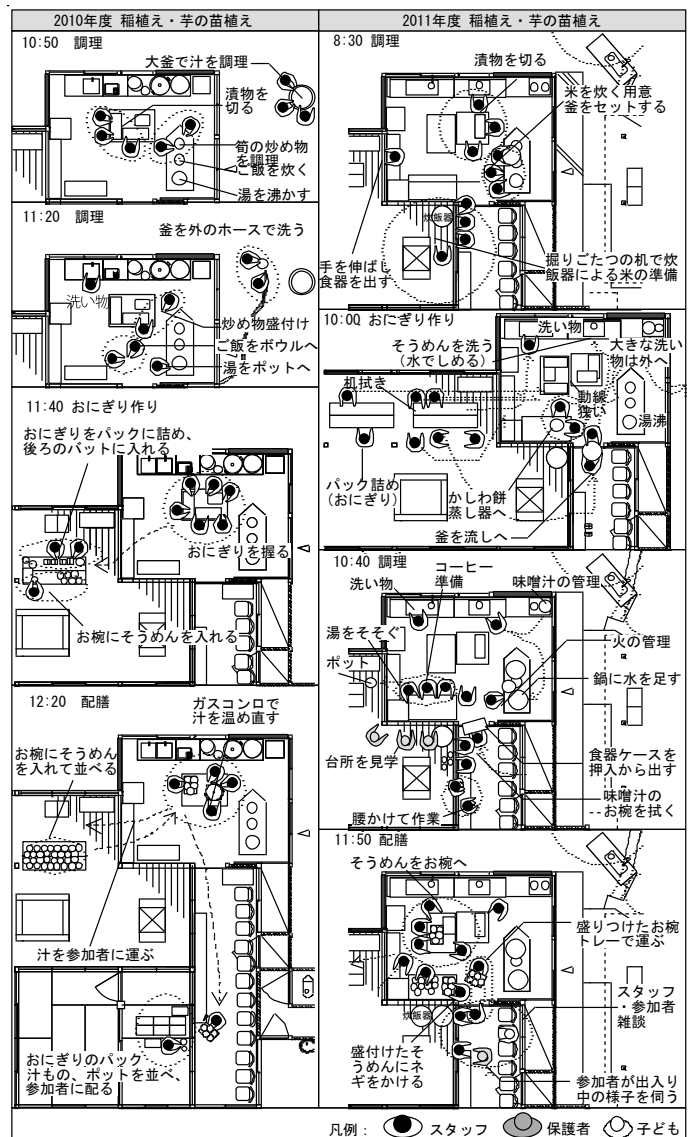 2010年度 稲植え・芋の苗植え
10:50 調理
大釜で汁を調理
漬物を
切る
筍の炒め物
を調理
ご飯を炊く
湯を沸かす
11:20 調理
釜を外のホースで洗う
洗い物
炒め物盛付け
ご飯をボウルへ
湯をポットへ
11:40 おにぎり作り
おにぎりをパックに詰め、
後ろのバットに入れる
おにぎりを握る
お椀にそうめんを入れる
12:20 配膳
ガスコンロで
汁を温め直す
お椀にそうめん
を入れて並べる
汁を参加者に運ぶ
おにぎりのパック
汁もの、ポットを並べ、
参加者に配る
2011年度 稲植え・芋の苗植え
8:30 調理
漬物を切る
米を炊く用意
釜をセットする
炊飯器
手を伸ばし
食器を出す
掘りごたつの机で炊
飯器による米の準備
10:00 おにぎり作り
洗い物
そうめんを洗う
(水でしめる)
大きな洗い
物は外へ
机拭き
動線
狭い
湯沸
パック詰め
(おにぎり)
かしわ餅
蒸し器へ
釜を流しへ
10:40 調理
コーヒー
準備
洗い物
味噌汁の管理
湯をそそぐ
ポット
火の管理
鍋に水を足す
台所を見学
食器ケースを
押入から出す
味噌汁の
お椀を拭く
腰かけて作業
11:50 配膳
そうめんをお椀へ
盛りつけたお椀
トレーで運ぶ
炊飯器
スタッフ
・参加者
雑談
盛付けたそ
うめんにネ
ギをかける
参加者が出入り
中の様子を伺う
凡例: スタッフ 保護者 子ども